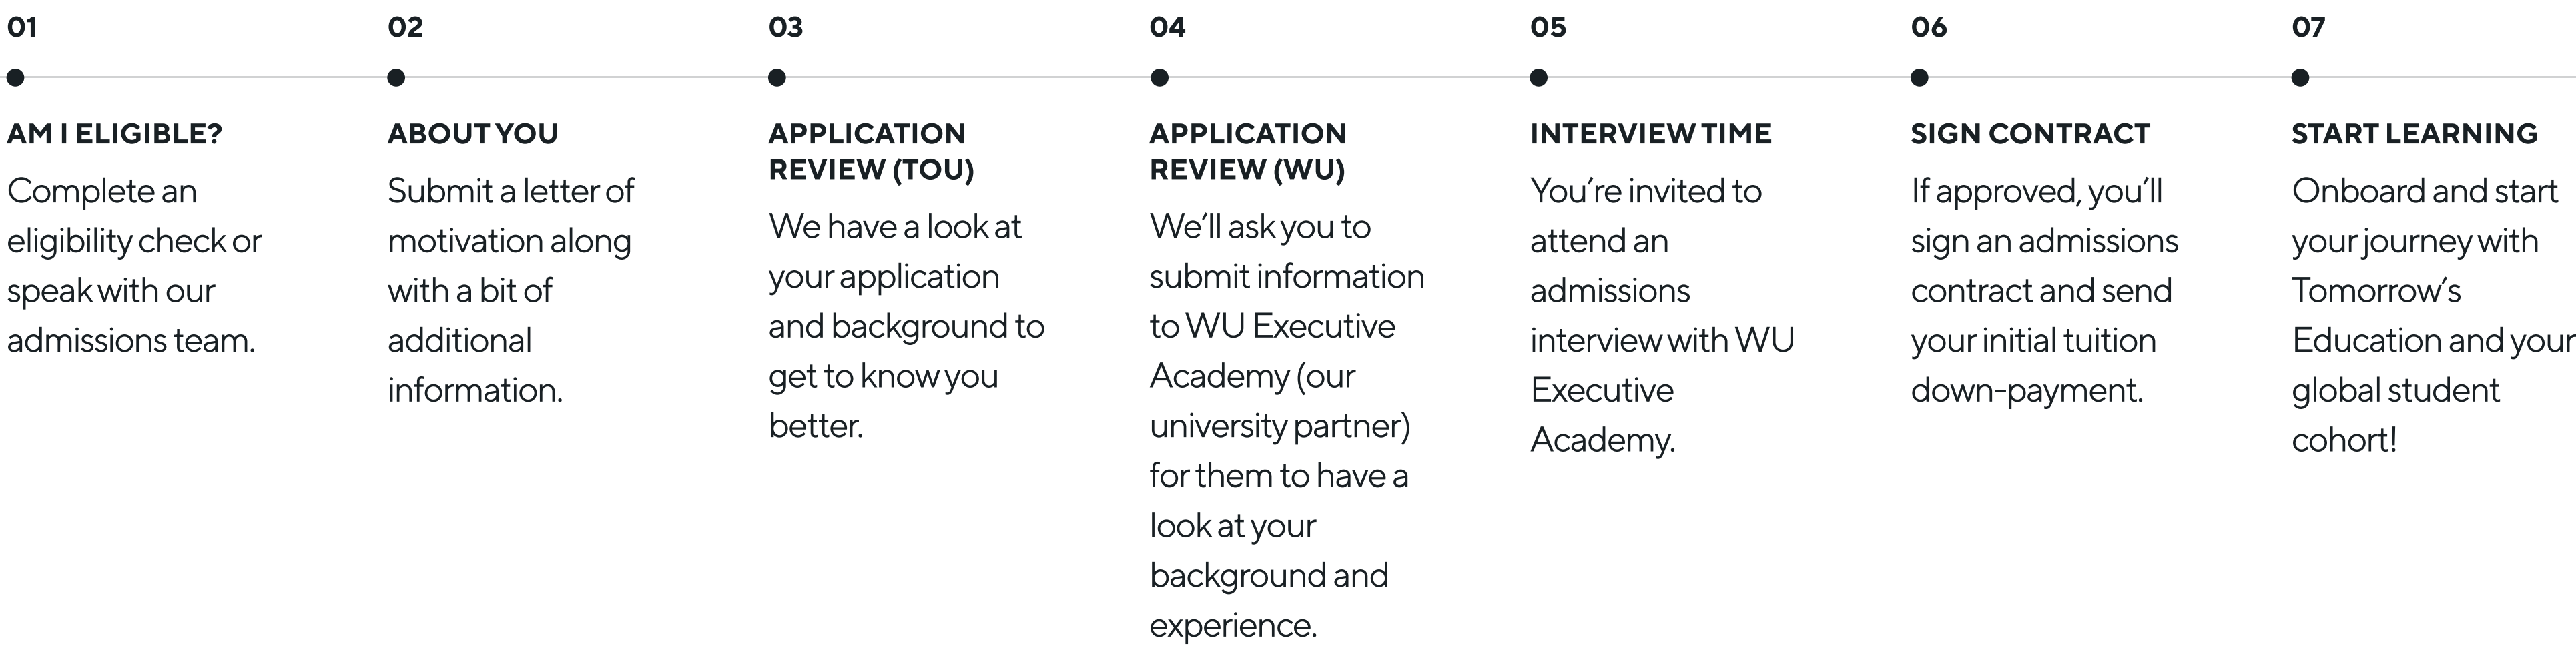 01
AM I ELIGIBLE?
Complete an
eligibility check or
speak with our
admissions team.
02
ABOUT YOU
Submit a letter of
motivation along
with a bit of
additional
information.
03
APPLICATION
REVIEW (TOU)
We have a look at
your application
and background to
get to know you
better.
04
APPLICATION
REVIEW (WU)
We’ll ask you to
submit information
to WU Executive
Academy (our
university partner)
for them to have a
look at your
background and
experience.
05
INTERVIEW TIME
You’re invited to
attend an
admissions
interview with WU
Executive
Academy.
06
SIGN CONTRACT
If approved, you’ll
sign an admissions
contract and send
your initial tuition
down-payment.
07
START LEARNING
Onboard and start
your journey with
Tomorrow’s
Education and your
global student
cohort!